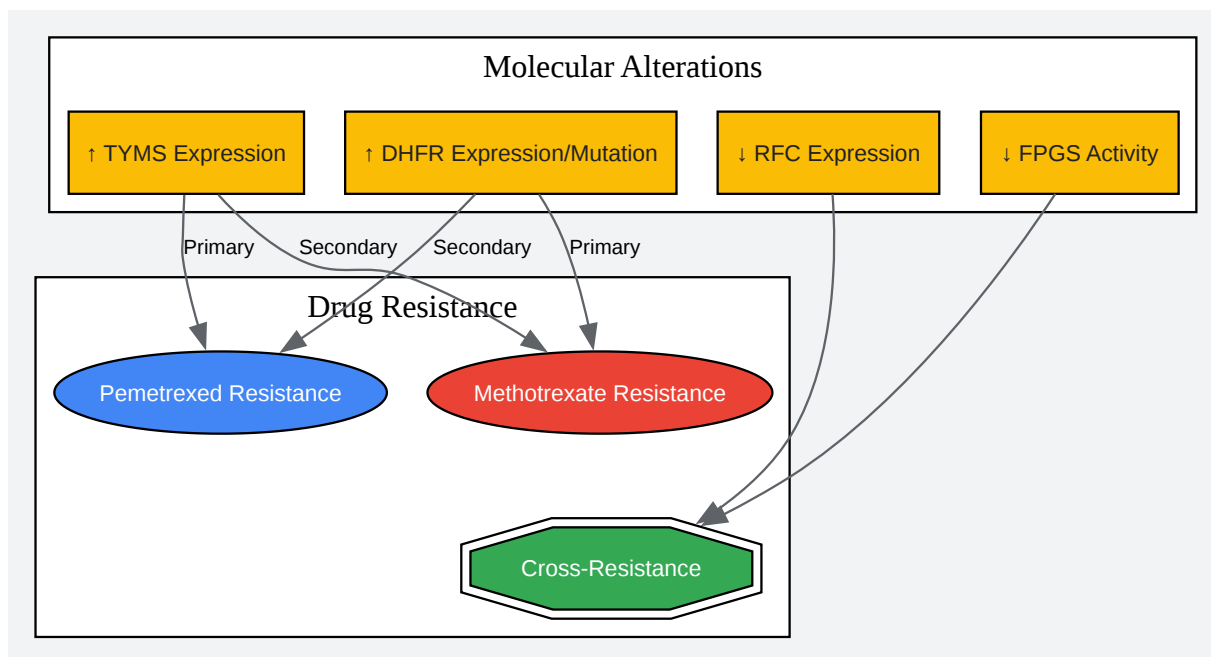 Molecular Alterations
↑ TYMS Expression
↑ DHFR Expression/Mutation
↓ RFC Expression
↓ FPGS Activity
Primary
Secondary
Secondary
Primary
Drug Resistance
Pemetrexed Resistance
Methotrexate Resistance
Cross-Resistance